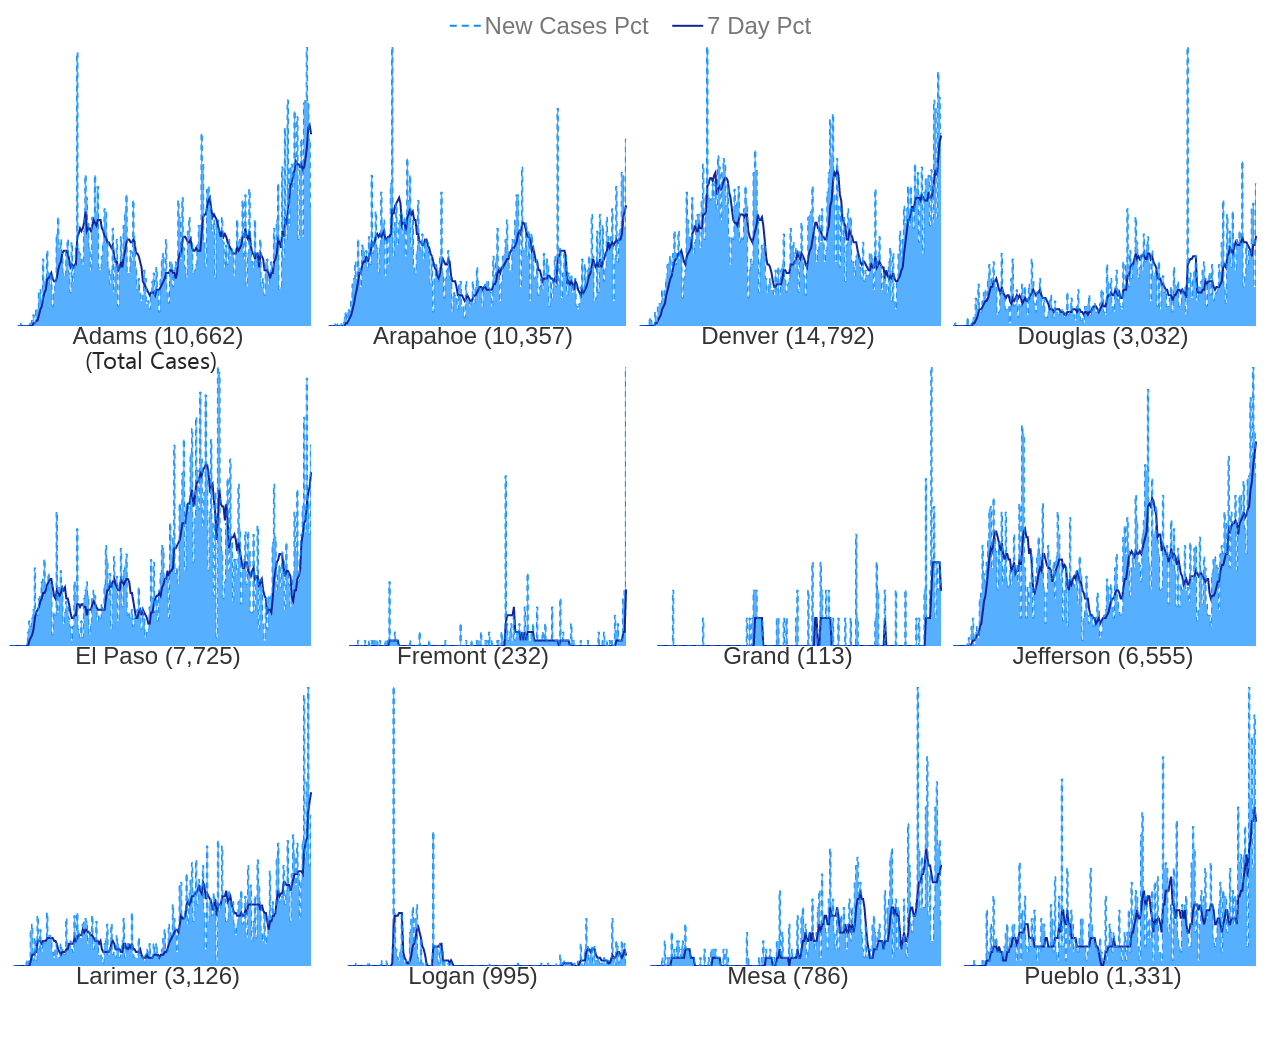 New Cases Pct 7 Day Pct
Adams (10,662) Arapahoe (10,357) Denver (14,792) Douglas (3,032)
(Total Cases)
El Paso (7,725) Fremont (232) Grand (113) Jefferson (6,555)
Larimer (3,126) Logan (995) Mesa (786) Pueblo (1,331)